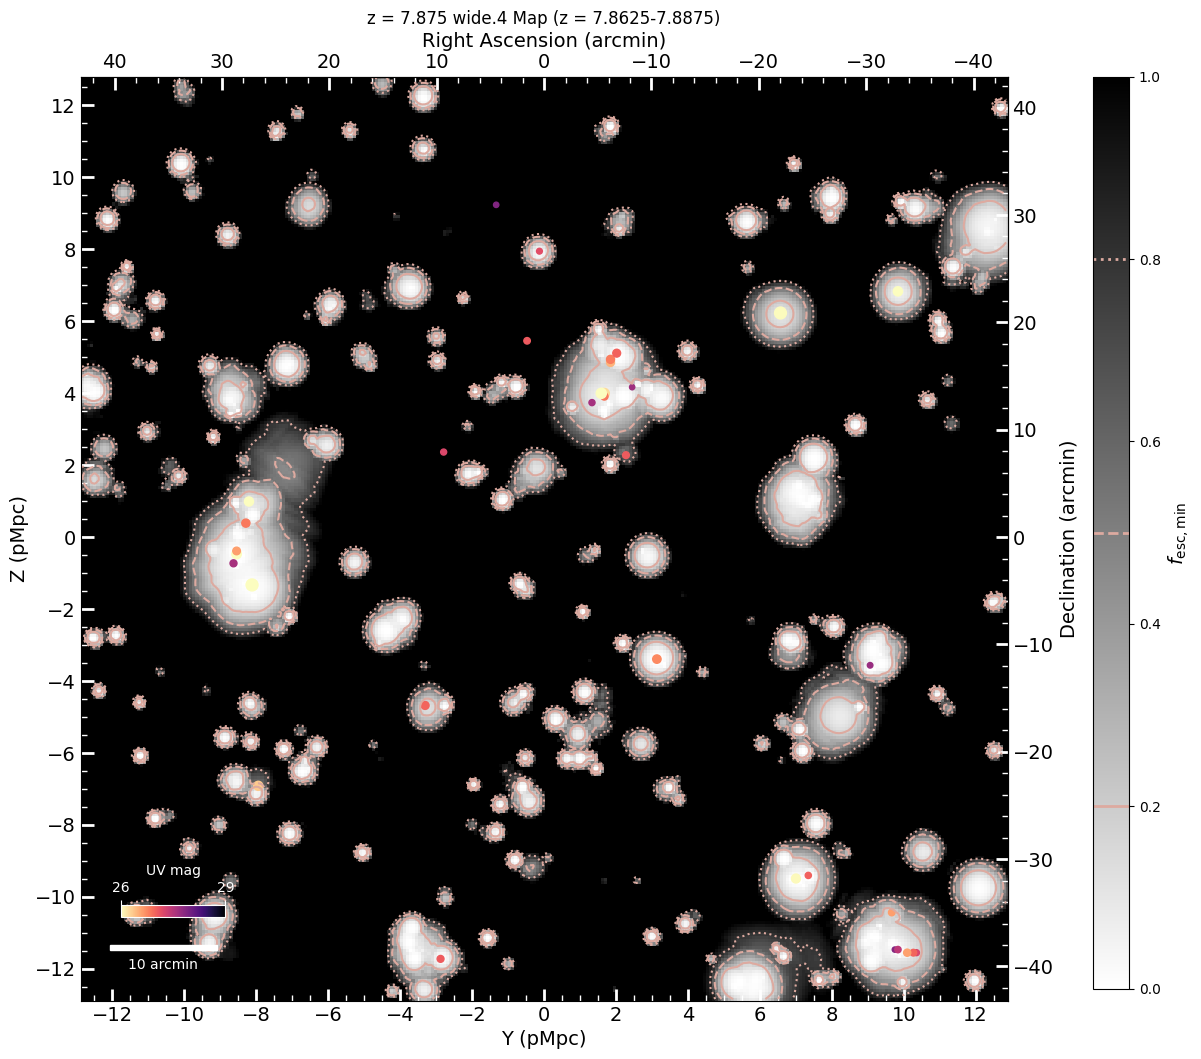 z = 7.875 wide.4 Map (z = 7.8625-7.8875)
Right Ascension (arcmin)
40 30 20 10 0 −10 −20 −30 −40
12 10 8 6 4 2 0 −2 −4 −6 −8 −10 −12
Z (pMpc)
40 30 20 10 0 −10 −20 −30 −40
Declination (arcmin)
1.0 0.8 0.6 0.4 0.2 0.0
fesc,min
UV mag
26 29
10 arcmin
−12 −10 −8 −6 −4 −2 0 2 4 6 8 10 12
Y (pMpc)